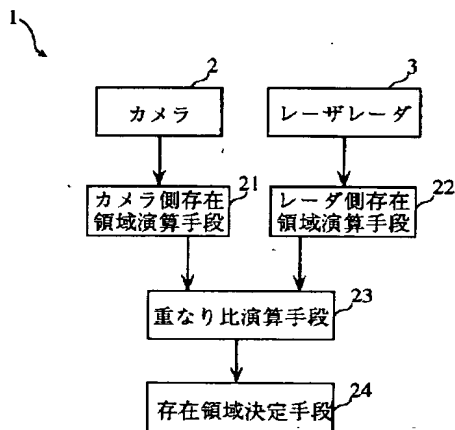 1
2
3
カメラ
レーザレーダ
カメラ側存在
領域演算手段
21
レーダ側存在
領域演算手段
22
重なり比演算手段
23
存在領域決定手段
24